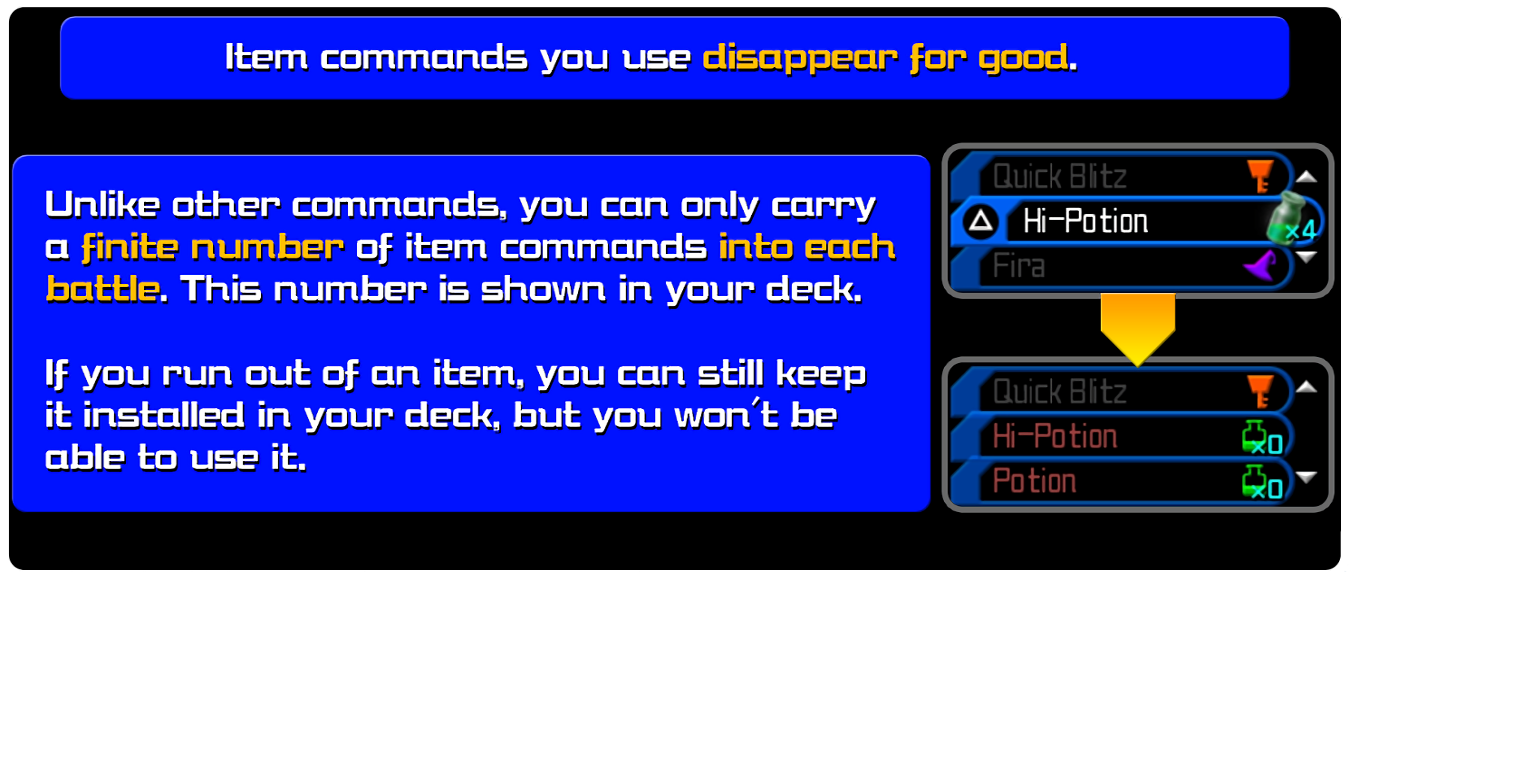 Item commands you use disappear for good.
Unlike other commands, you can only carry
a finite number of item commands into each
battle. This number is shown in your deck.
If you run out of an item, you can still keep
it installed in your deck, but you won't be
able to use it.
Quick Blitz
Hi-Potion ×4
Fira
Quick Blitz
Hi-Potion ×0
Potion ×0